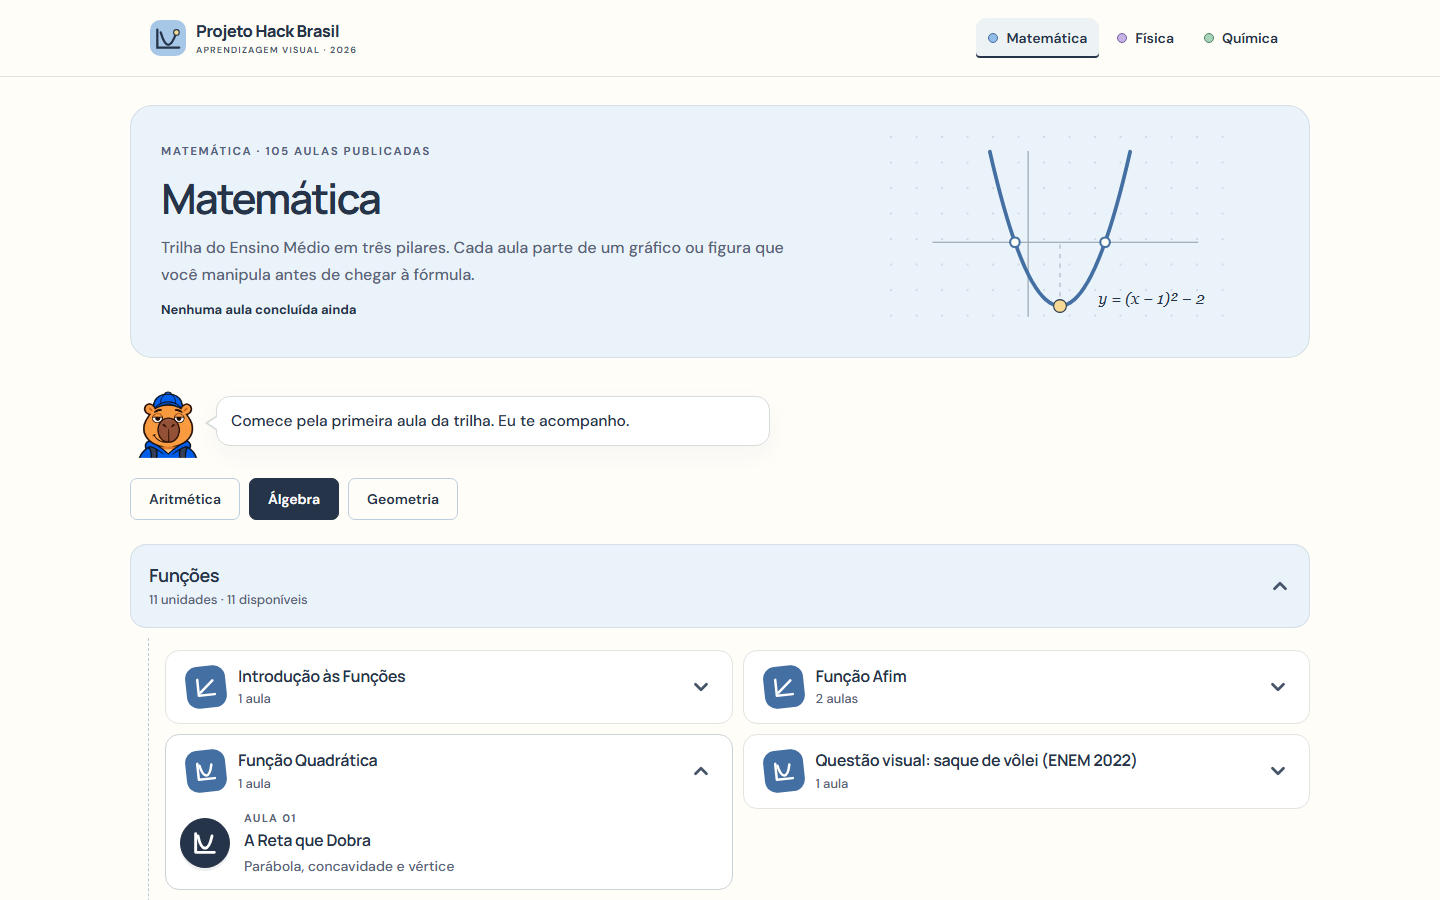 Projeto Hack Brasil
APRENDIZAGEM VISUAL · 2026
Matemática
Física
Química
MATEMÁTICA · 105 AULAS PUBLICADAS
Matemática
Trilha do Ensino Médio em três pilares. Cada aula parte de um gráfico ou figura que
você manipula antes de chegar à fórmula.
Nenhuma aula concluída ainda
y = (x − 1)² − 2
Comece pela primeira aula da trilha. Eu te acompanho.
Aritmética
Álgebra
Geometria
Funções
11 unidades · 11 disponíveis
Introdução às Funções
1 aula
Função Afim
2 aulas
Função Quadrática
1 aula
Questão visual: saque de vôlei (ENEM 2022)
1 aula
AULA 01
A Reta que Dobra
Parábola, concavidade e vértice